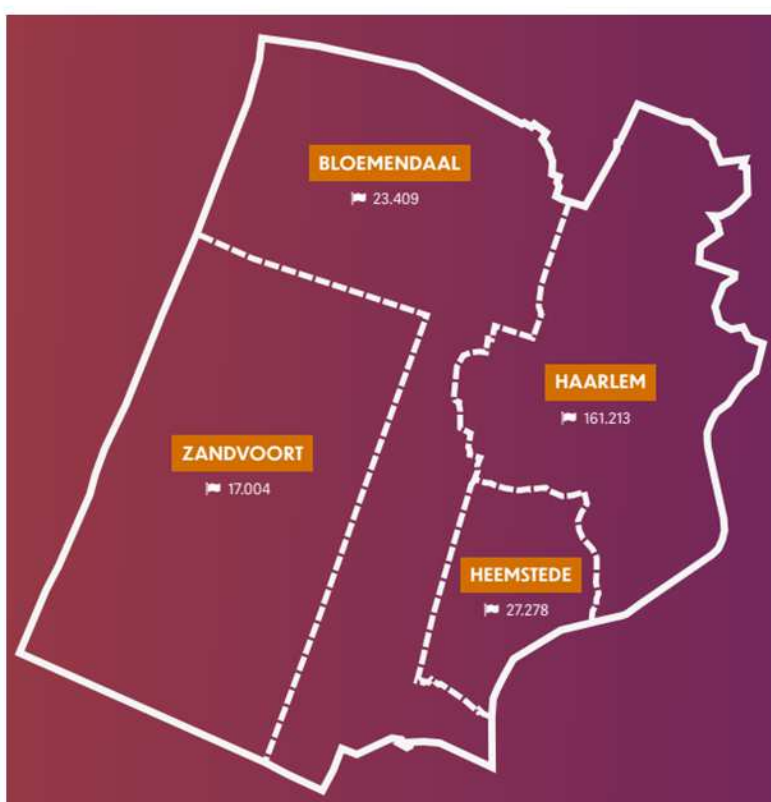 BLOEMENDAAL
23.409
HAARLEM
161.213
ZANDVOORT
17.004
HEEMSTEDE
27.278